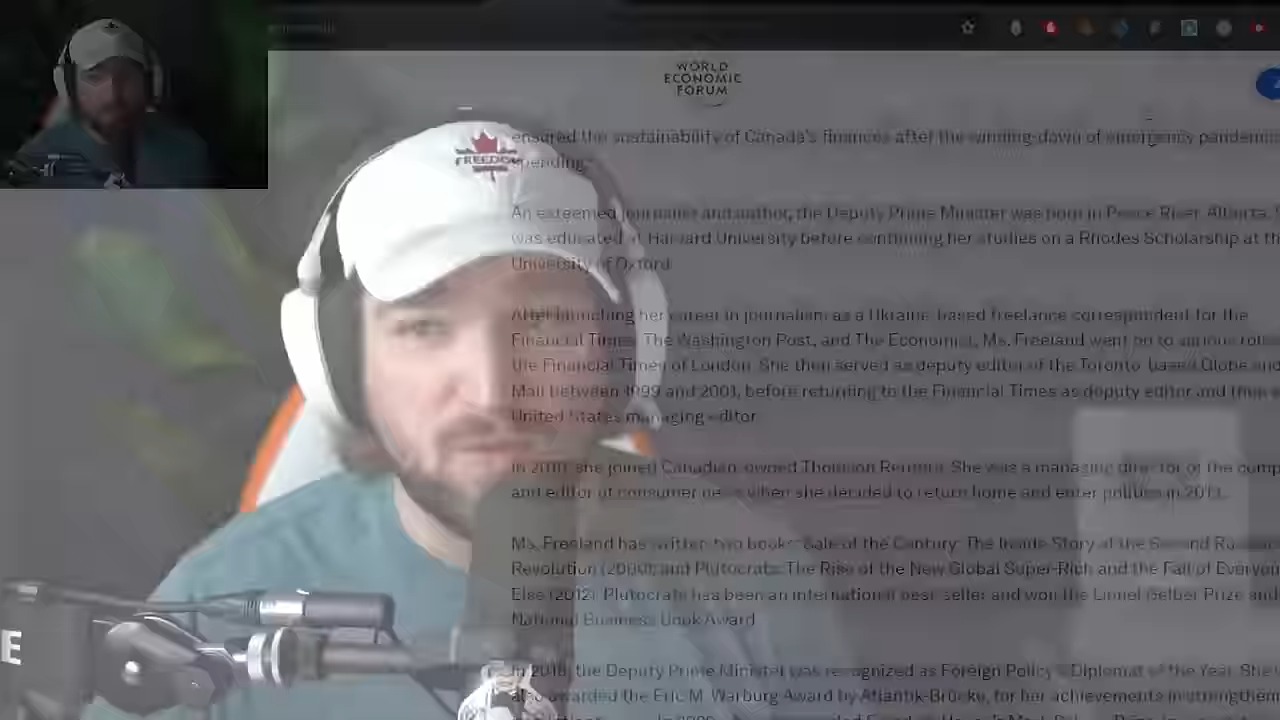 WORLD
ECONOMIC
FORUM
FREEDOM
ensured the sustainability of Canada's finances after the winding-down of emergency pandemic
spending.
An esteemed journalist and author, the Deputy Prime Minister was born in Peace River, Alberta.
was educated at Harvard University before continuing her studies on a Rhodes Scholarship at the
University of Oxford
After launching her career in journalism as a Ukraine-based freelance correspondent for the
Financial Times, The Washington Post, and The Economist, Ms. Freeland went on to various roles
the Financial Times of London. She then served as deputy editor of the Toronto-based Globe and
Mail between 1999 and 2001, before returning to the Financial Times as deputy editor and then
United States managing editor
In 2010, she joined Canadian-owned Thomson Reuters. She was a managing director of the
and editor of consumer news when she decided to return home and enter politics in 2013.
Ms. Freeland has written two books: Sale of the Century: The Inside Story of the Second Russian
Revolution (2000) and Plutocrats: The Rise of the New Global Super-Rich and the Fall of Everyone
Else (2012). Plutocrats has been an international best-seller and won the Lionel Gelber Prize and
National Business Book Award
In 2018, the Deputy Prime Minister was recognized as Foreign Policy's Diplomat of the Year. She
also awarded the Eric M. Warburg Award by Atlantik-Brücke, for her achievements in strengthening
E